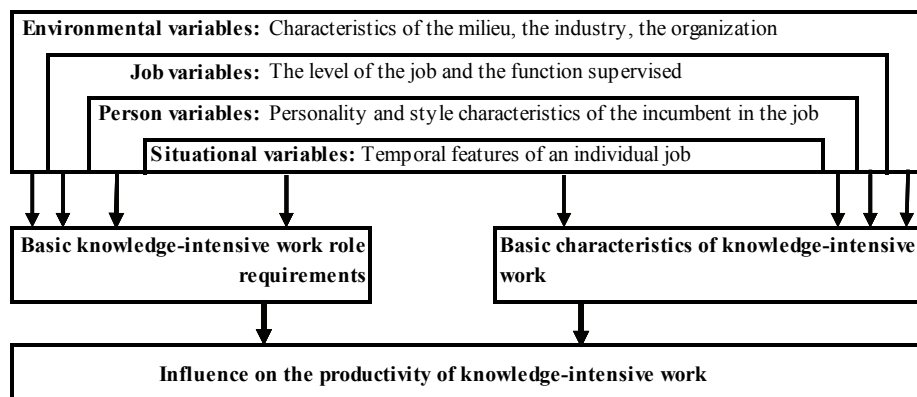 Environmental variables: Characteristics of the milieu, the industry, the organization
Job variables: The level of the job and the function supervised
Person variables: Personality and style characteristics of the incumbent in the job
Situational variables: Temporal features of an individual job
Basic knowledge-intensive work role
requirements
Basic characteristics of knowledge-intensive
work
Influence on the productivity of knowledge-intensive work